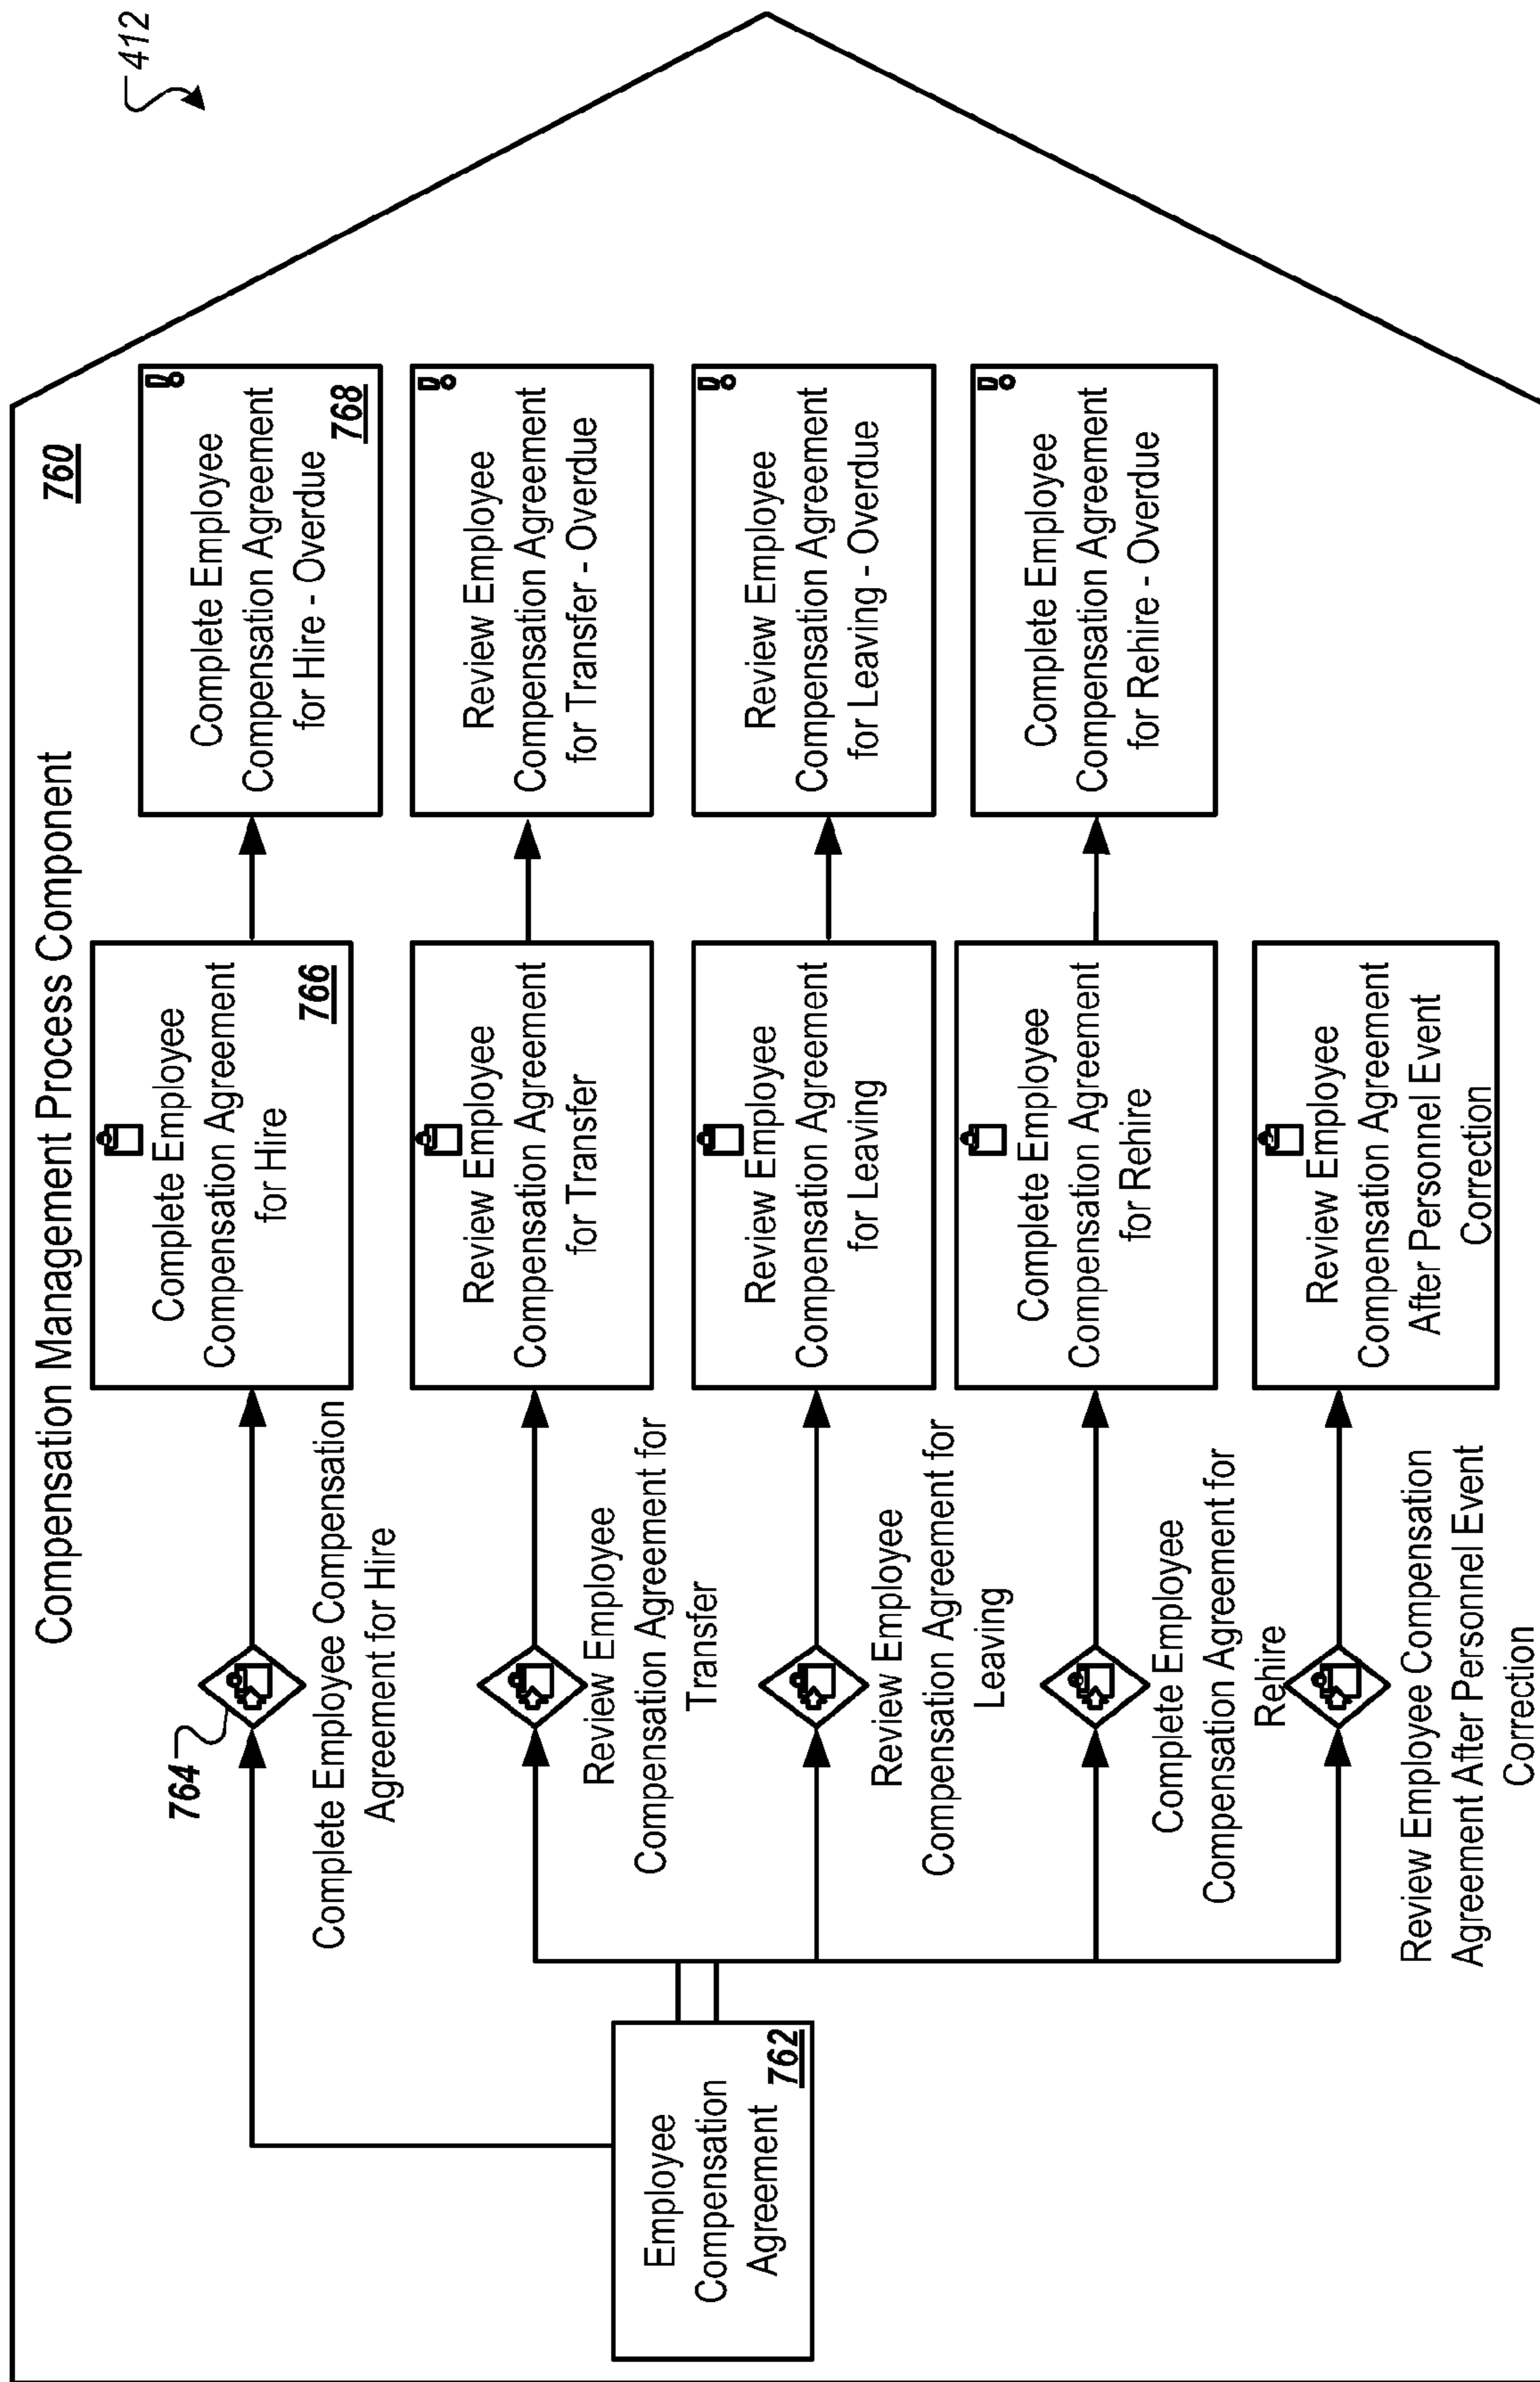 412
Compensation Management Process Component
760
Employee
Compensation
Agreement
762
764
Complete Employee Compensation
Agreement for Hire
Complete Employee
Compensation Agreement
for Hire
766
Complete Employee
Compensation Agreement
for Hire - Overdue
768
Review Employee
Compensation Agreement for
Transfer
Review Employee
Compensation Agreement
for Transfer
Review Employee
Compensation Agreement
for Transfer - Overdue
Review Employee
Compensation Agreement for
Leaving
Review Employee
Compensation Agreement
for Leaving
Review Employee
Compensation Agreement
for Leaving - Overdue
Complete Employee
Compensation Agreement for
Rehire
Complete Employee
Compensation Agreement
for Rehire
Complete Employee
Compensation Agreement
for Rehire - Overdue
Review Employee Compensation
Agreement After Personnel Event
Correction
Review Employee
Compensation Agreement
After Personnel Event
Correction